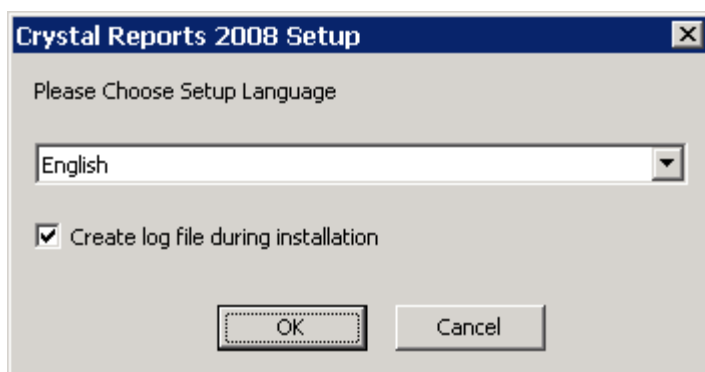 Crystal Reports 2008 Setup
Please Choose Setup Language
English
Create log file during installation
OK
Cancel